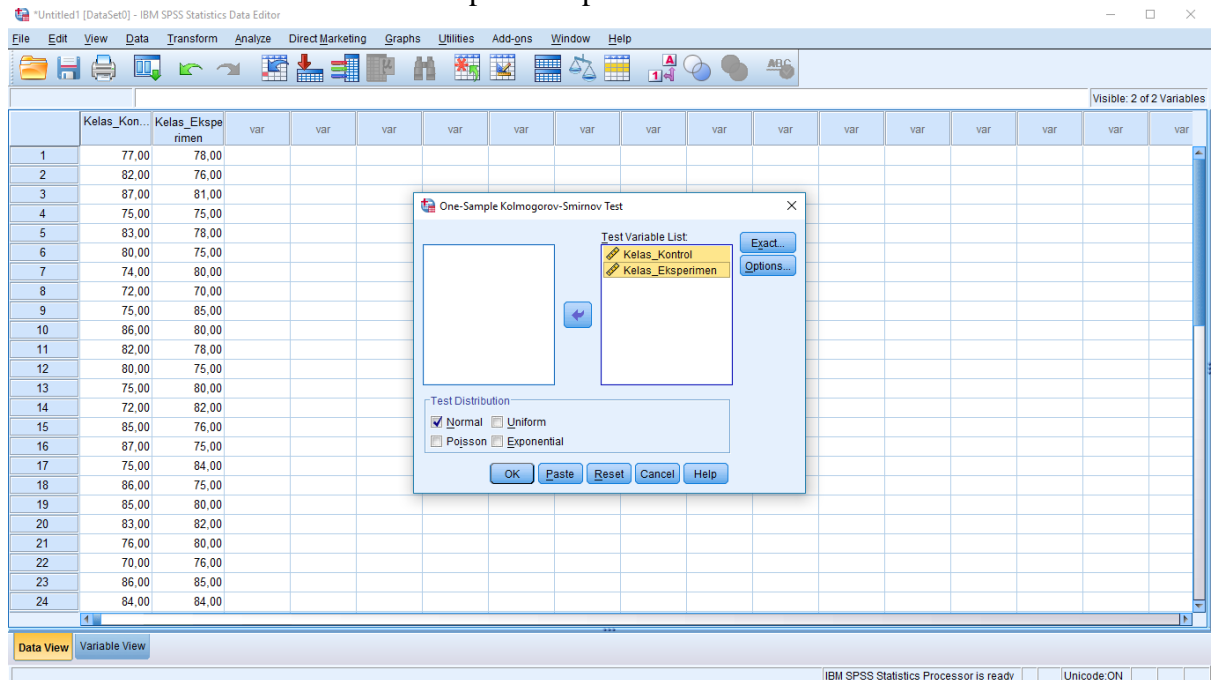 *Untitled1 [DataSet0] - IBM SPSS Statistics Data Editor
File Edit View Data Transform Analyze Direct Marketing Graphs Utilities Add-ons Window Help
Visible: 2 of 2 Variables
Kelas_Kon... Kelas_Ekspe var var var var var var var var var var var var var var var
rimen
1 77,00 78,00
2 82,00 76,00
3 87,00 81,00
4 75,00 75,00
5 83,00 78,00
6 80,00 75,00
7 74,00 80,00
8 72,00 70,00
9 75,00 85,00
10 86,00 80,00
11 82,00 78,00
12 80,00 75,00
13 75,00 80,00
14 72,00 82,00
15 85,00 76,00
16 87,00 75,00
17 75,00 84,00
18 86,00 75,00
19 85,00 80,00
20 83,00 82,00
21 76,00 80,00
22 70,00 76,00
23 86,00 85,00
24 84,00 84,00
One-Sample Kolmogorov-Smirnov Test
Test Variable List:
Kelas_Kontrol
Kelas_Eksperimen
Exact...
Options...
Test Distribution
Normal Uniform
Poisson Exponential
OK Paste Reset Cancel Help
Data View Variable View
IBM SPSS Statistics Processor is ready Unicode:ON